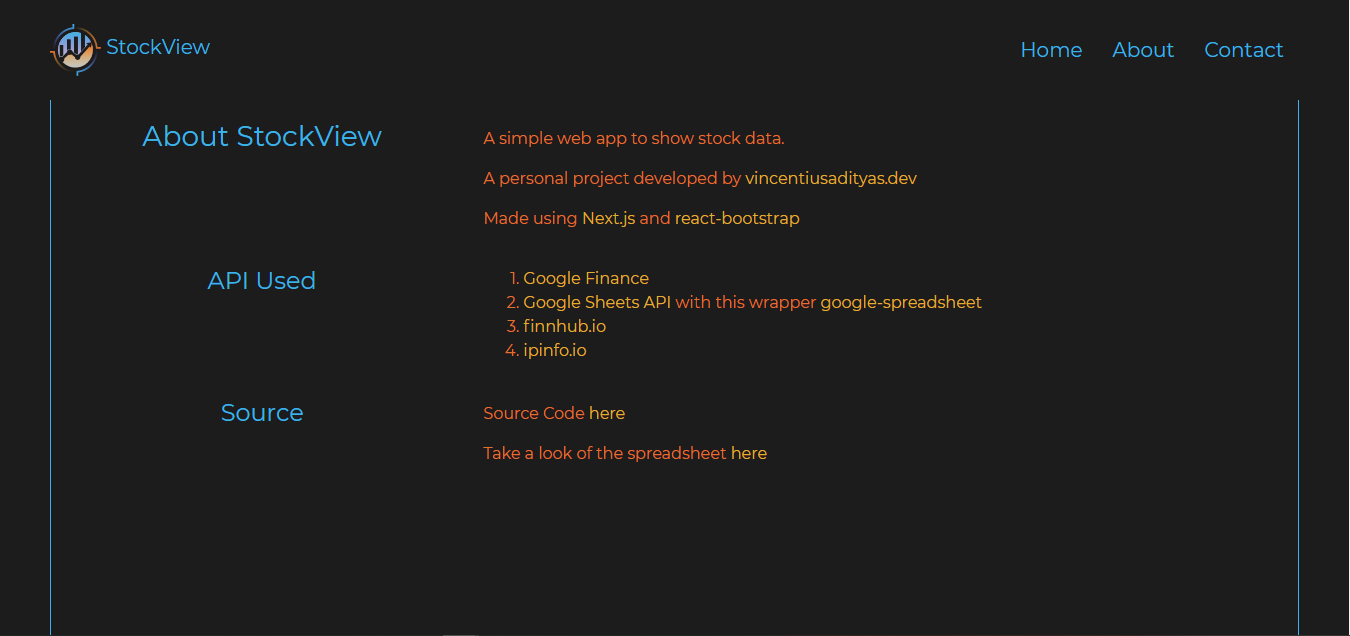 StockView
Home About Contact
About StockView
A simple web app to show stock data.
A personal project developed by vincentiusadityas.dev
Made using Next.js and react-bootstrap
API Used
1. Google Finance
2. Google Sheets API with this wrapper google-spreadsheet
3. finnhub.io
4. ipinfo.io
Source
Source Code here
Take a look of the spreadsheet here